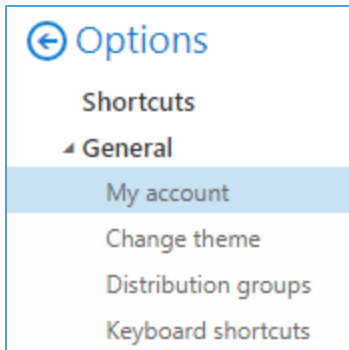 Options
Shortcuts
General
My account
Change theme
Distribution groups
Keyboard shortcuts